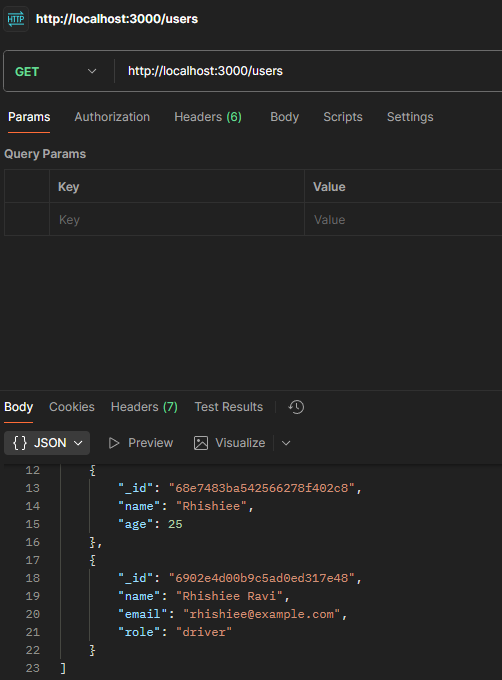 HTTP http://localhost:3000/users
GET http://localhost:3000/users
Params Authorization Headers (6) Body Scripts Settings
Query Params
Key Value
Key Value
Body Cookies Headers (7) Test Results
{} JSON Preview Visualize
12 {
13 "_id": "68e7483ba542566278f402c8",
14 "name": "Rhishiee",
15 "age": 25
16 },
17 {
18 "_id": "6902e4d00b9c5ad0ed317e48",
19 "name": "Rhishiee Ravi",
20 "email": "rhishiee@example.com",
21 "role": "driver"
22 }
23 ]